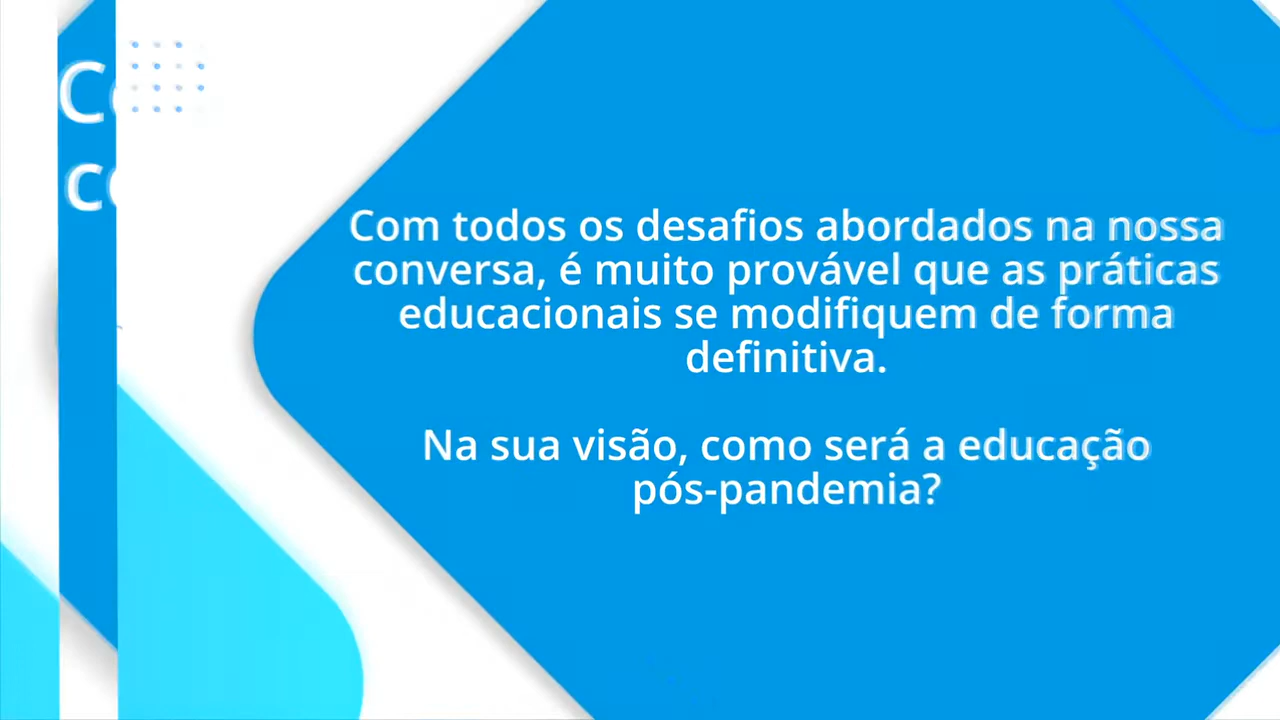 Com todos os desafios abordados na nossa
conversa, é muito provável que as práticas
educacionais se modifiquem de forma
definitiva.
Na sua visão, como será a educação
pós-pandemia?